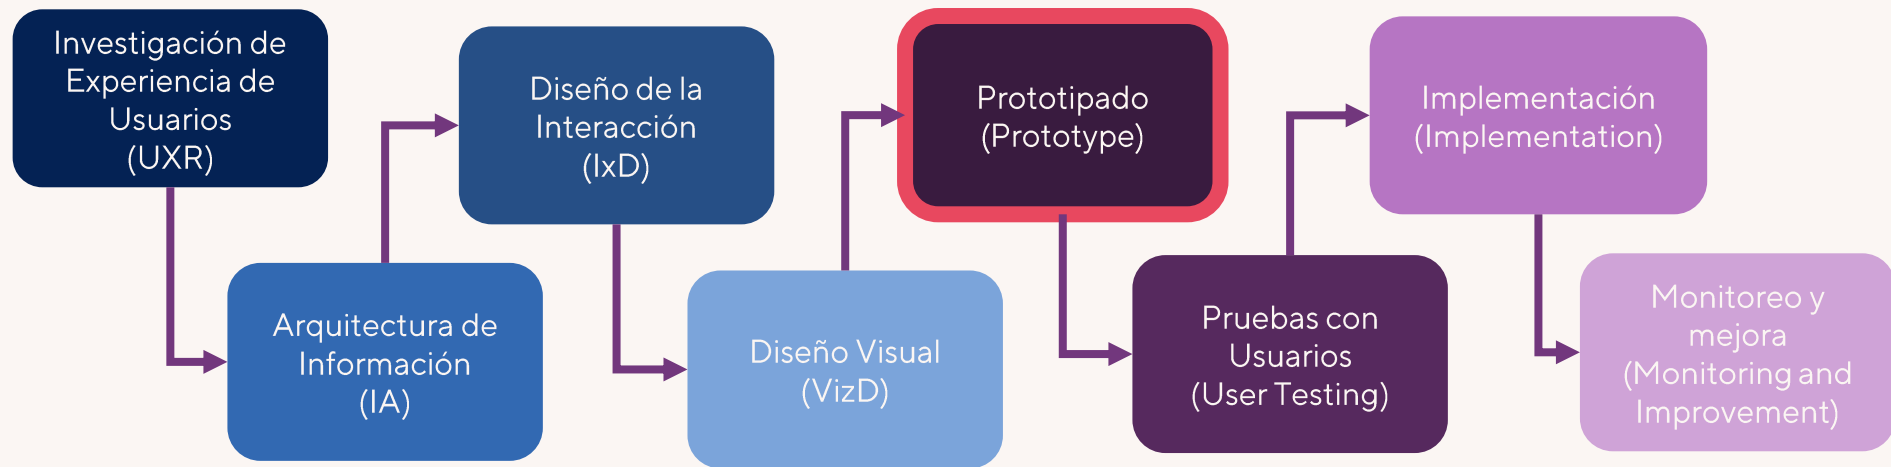 Investigación de
Experiencia de
Usuarios
(UXR)
Arquitectura de
Información
(IA)
Diseño de la
Interacción
(IxD)
Diseño Visual
(VizD)
Prototipado
(Prototype)
Pruebas con
Usuarios
(User Testing)
Implementación
(Implementation)
Monitoreo y
mejora
(Monitoring and
Improvement)